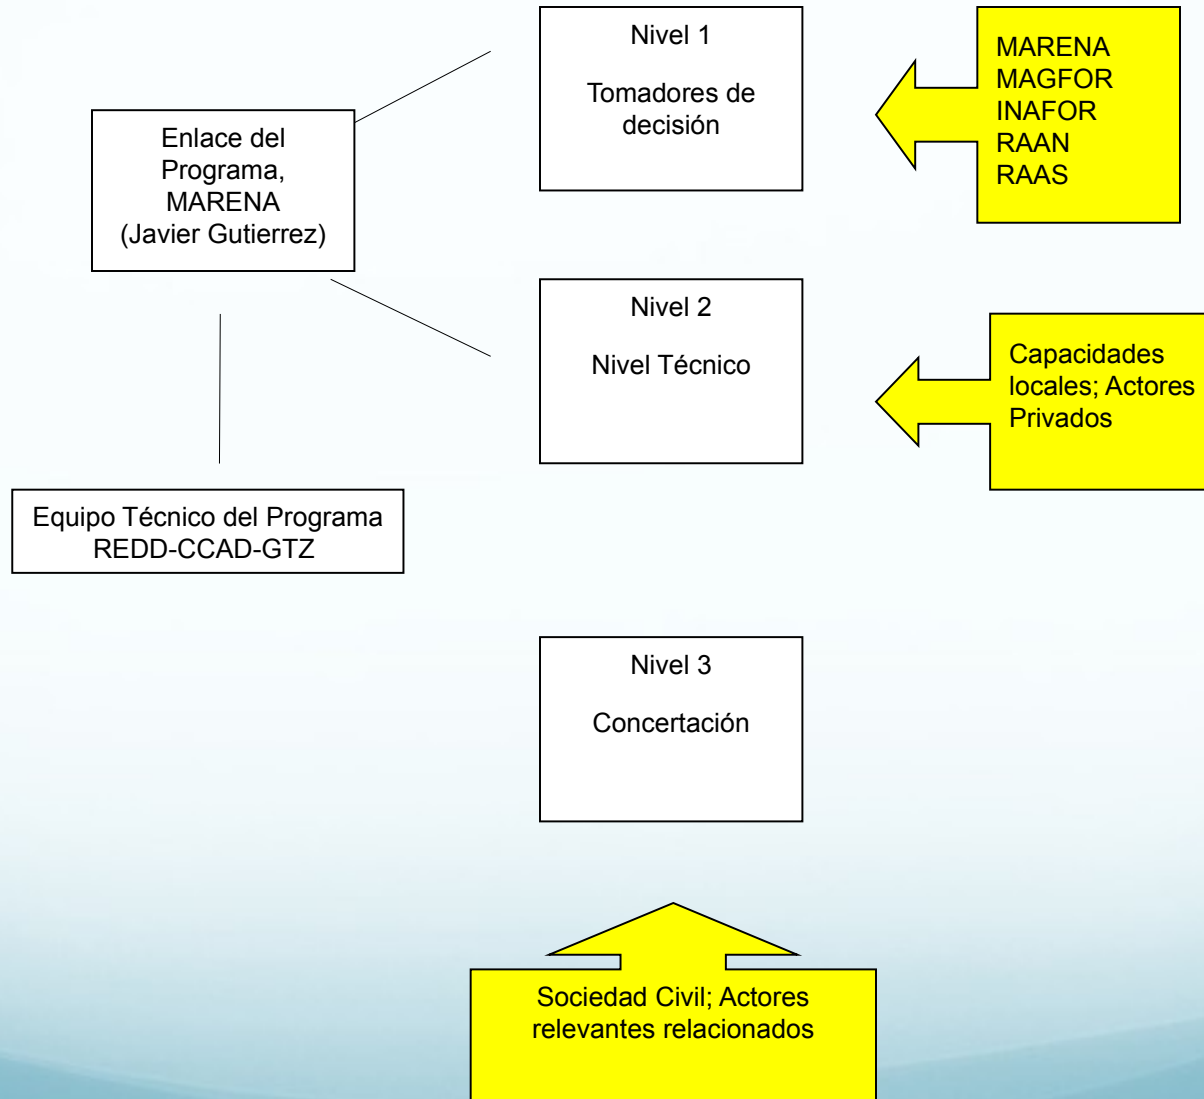 Nivel 1
Tomadores de
decisión
MARENA
MAGFOR
INAFOR
RAAN
RAAS
Enlace del
Programa,
MARENA
(Javier Gutierrez)
Nivel 2
Nivel Técnico
Capacidades
locales; Actores
Privados
Equipo Técnico del Programa
REDD-CCAD-GTZ
Nivel 3
Concertación
Sociedad Civil; Actores
relevantes relacionados